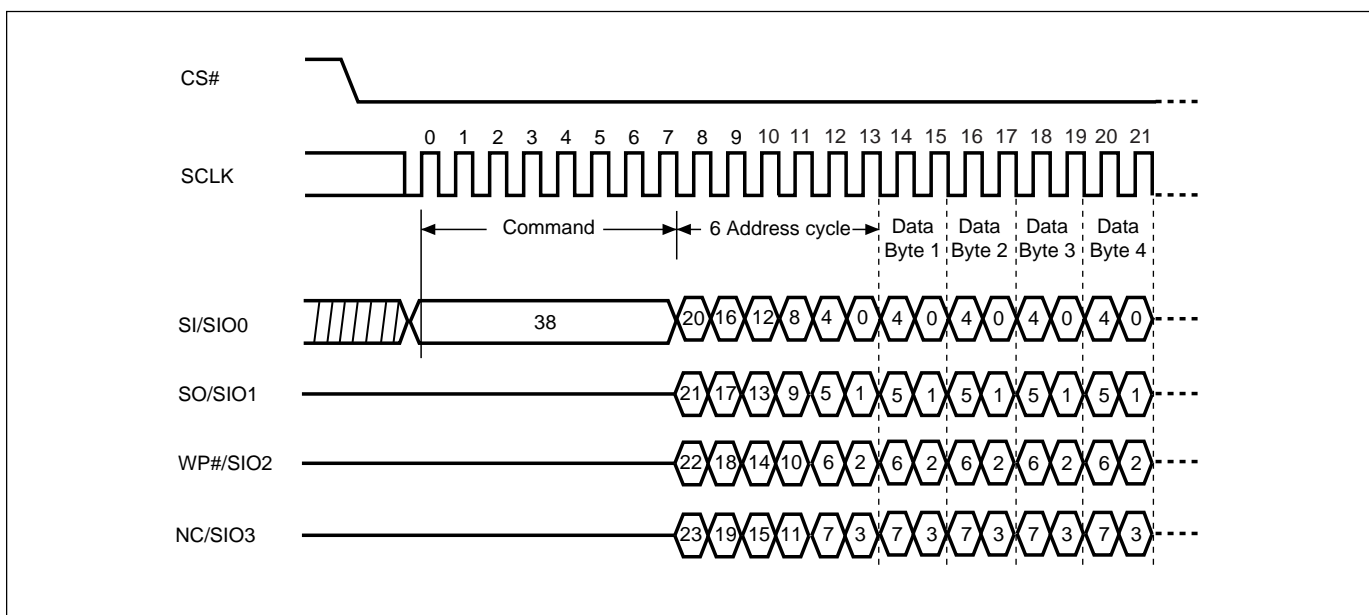 CS#
0 1 2 3 4 5 6 7 8 9 10 11 12 13 14 15 16 17 18 19 20 21
SCLK
Command 6 Address cycle Data Byte 1 Data Byte 2 Data Byte 3 Data Byte 4
SI/SIO0 38 20 16 12 8 4 0 4 0 4 0 4 0 4 0
SO/SIO1 21 17 13 9 5 1 5 1 5 1 5 1 5 1
WP#/SIO2 22 18 14 10 6 2 6 2 6 2 6 2 6 2
NC/SIO3 23 19 15 11 7 3 7 3 7 3 7 3 7 3